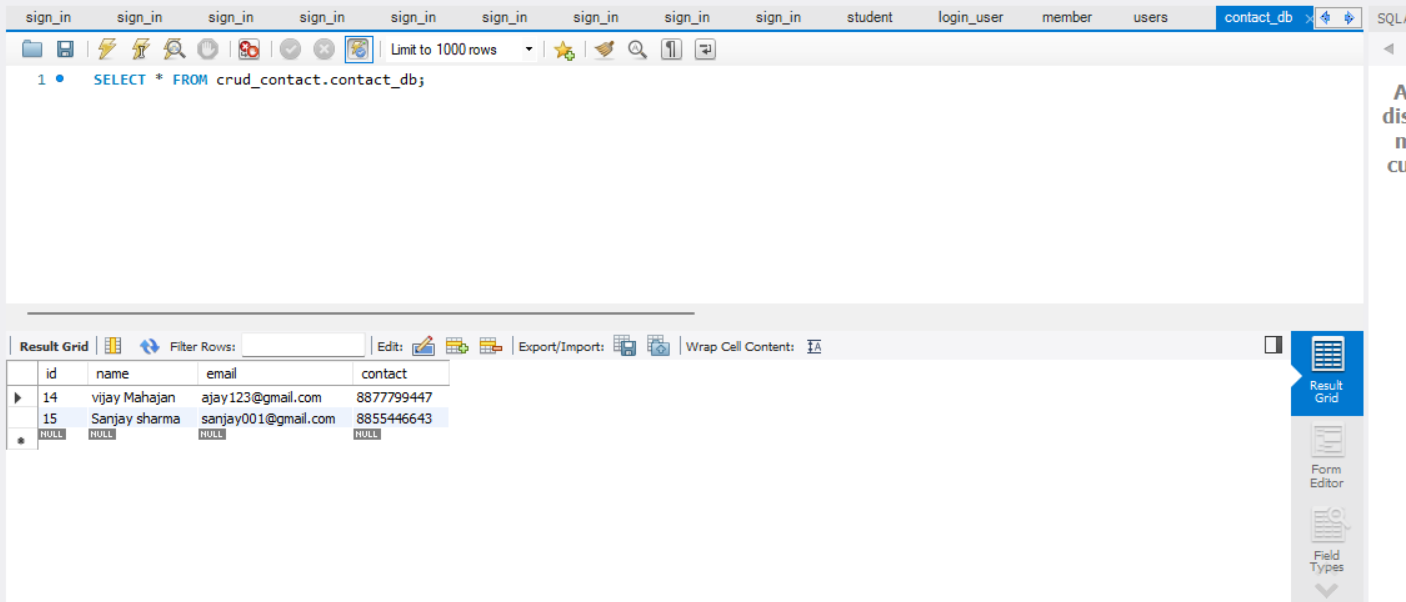 sign_in sign_in sign_in sign_in sign_in sign_in sign_in sign_in sign_in student login_user member users contact_db
Limit to 1000 rows
1 SELECT * FROM crud_contact.contact_db;
Result Grid Filter Rows: Edit: Export/Import: Wrap Cell Content:
id name email contact
14 vijay Mahajan ajay123@gmail.com 8877799447
15 Sanjay sharma sanjay001@gmail.com 8855446643
NULL NULL NULL NULL
Result
Grid
Form
Editor
Field
Types